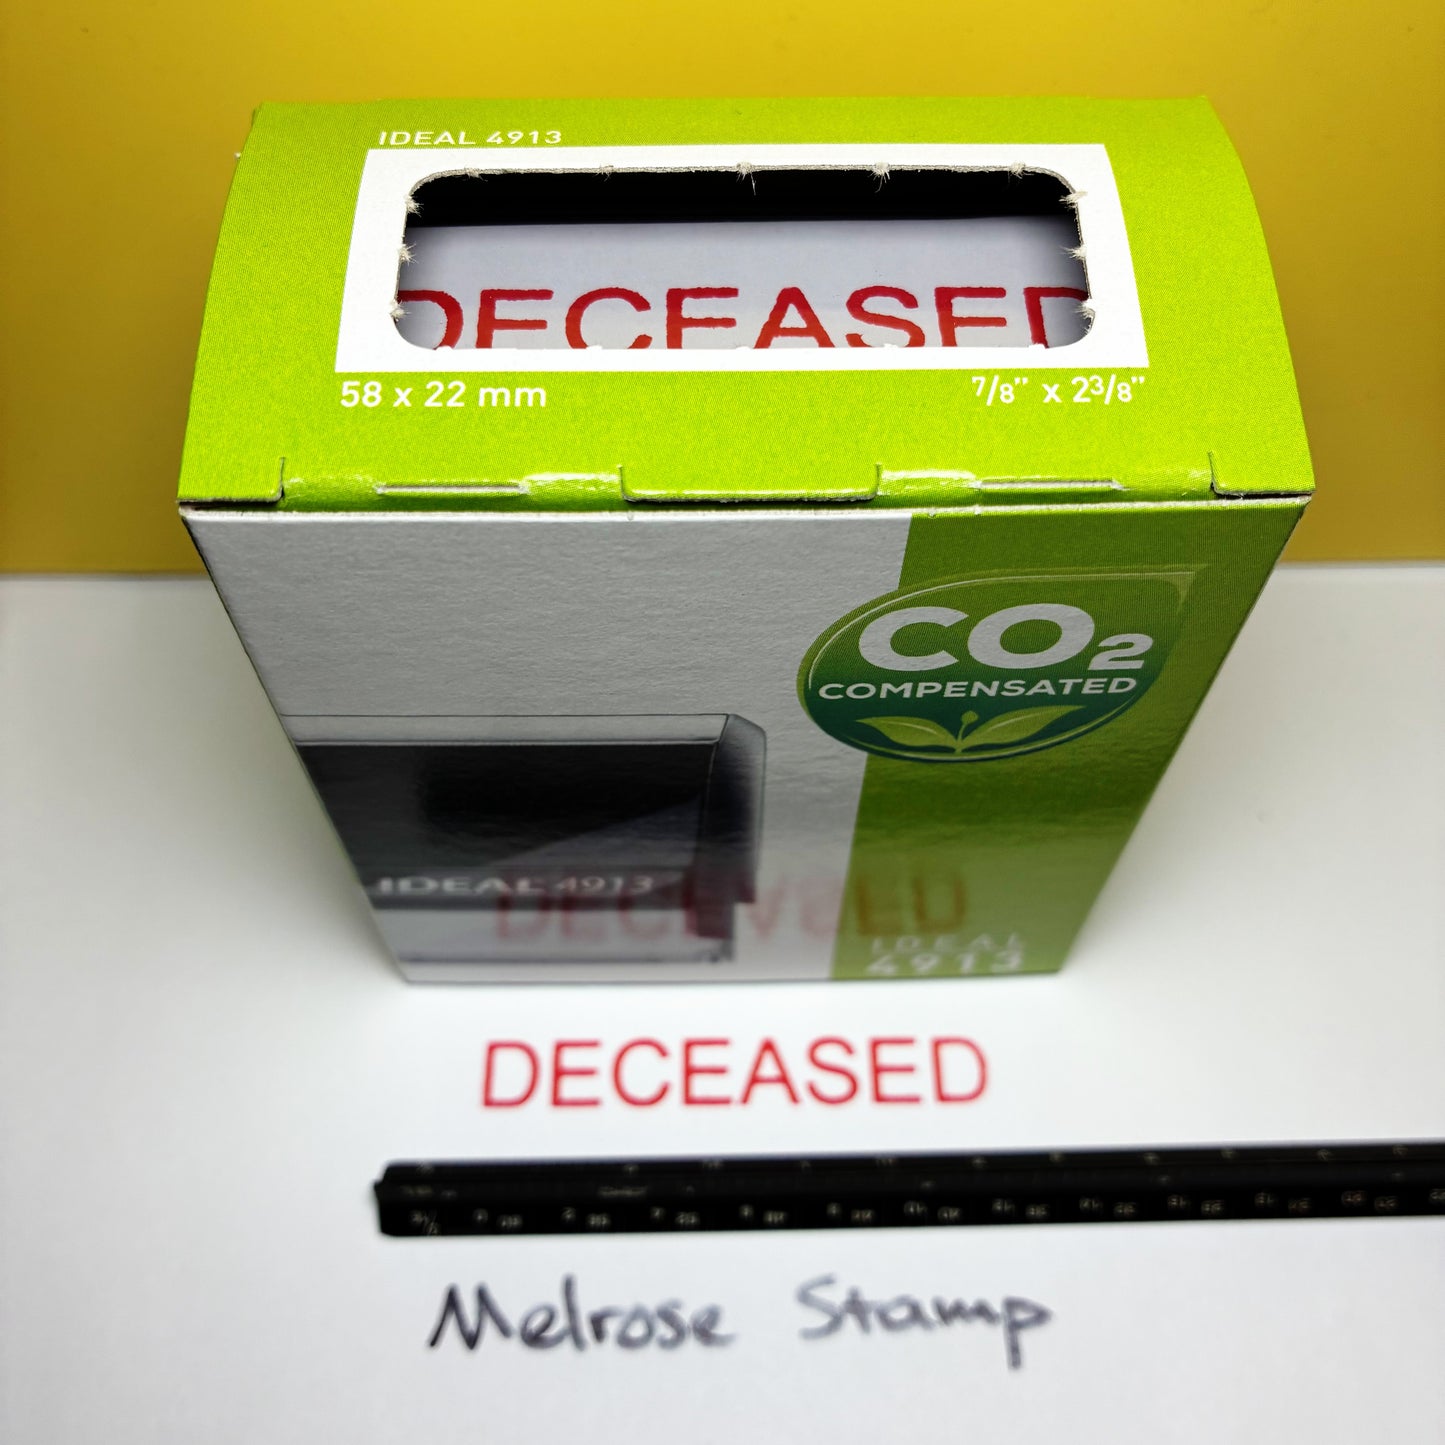 IDEAL 4913
DECEASED
58 x 22 mm
7/8" x 2 3/8"
CO2
COMPENSATED
IDEAL 4913
DECEASED
IDEAL
4913
DECEASED
Melrose Stamp